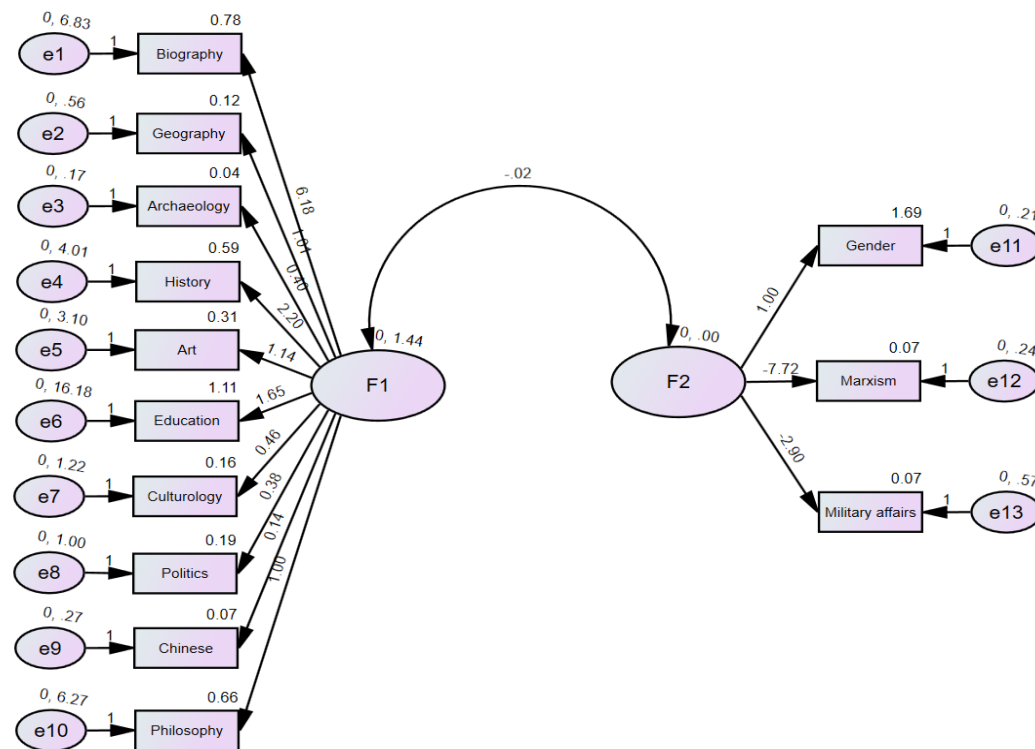 0, 6.83
e1
1
0.78
Biography
0, .56
e2
1
0.12
Geography
0, .17
e3
1
0.04
Archaeology
0, 4.01
e4
1
0.59
History
0, 3.10
e5
1
0.31
Art
0, 16.18
e6
1
1.11
Education
0, 1.22
e7
1
0.16
Culturology
0, 1.00
e8
1
0.19
Politics
0, .27
e9
1
0.07
Chinese
0, 6.27
e10
1
0.66
Philosophy
6.18
1.01
0.40
2.20
1.14
1.65
0.46
0.38
0.14
1.00
0, 1.44
F1
-.02
0, .00
F2
1.00
-7.72
-2.90
1.69
Gender
1
0, .21
e11
0.07
Marxism
1
0, .24
e12
0.07
Military affairs
1
0, .57
e13